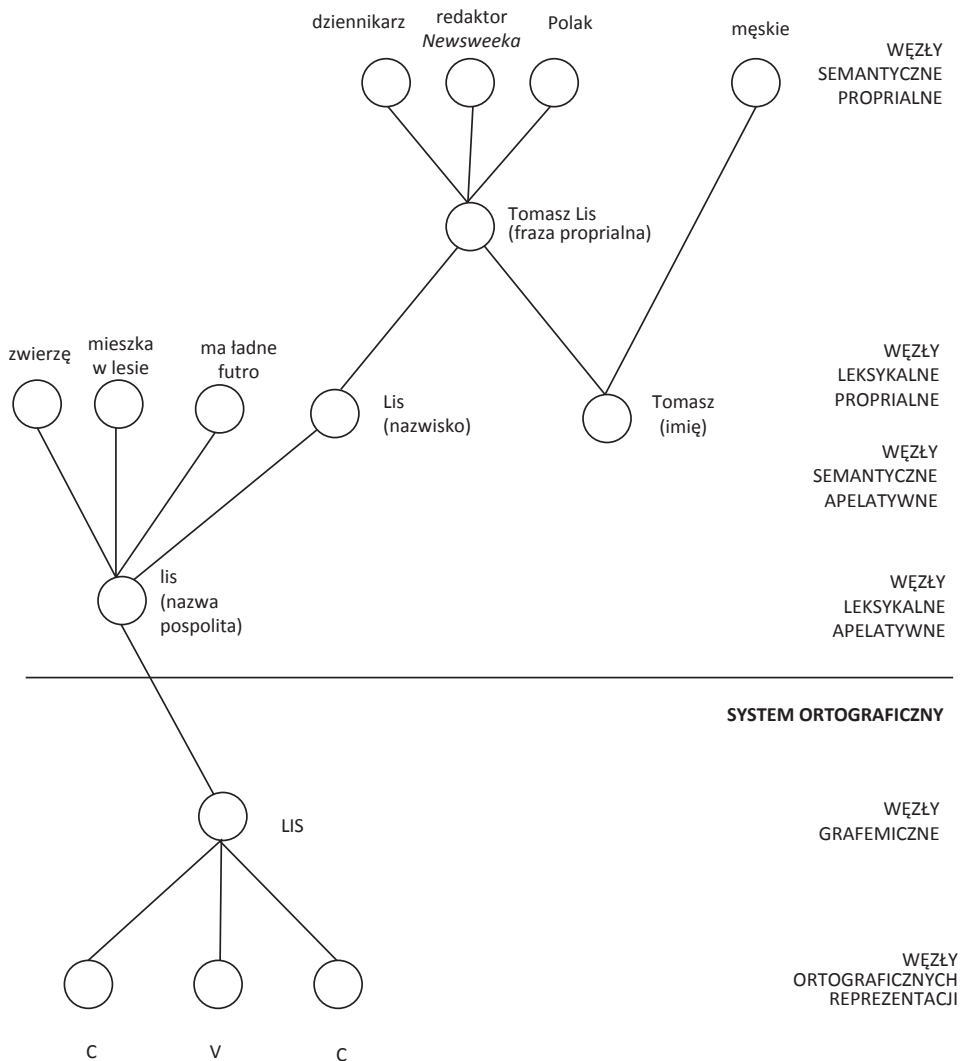 dziennikarz
redaktor
Newsweeka
Polak
męskie
WĘZŁY
SEMANTYCZNE
PROPRIALNE
Tomasz Lis
(fraza proprialna)
zwierzę
mieszka
w lesie
ma ładne
futro
Lis
(nazwisko)
Tomasz
(imię)
WĘZŁY
LEKSYKALNE
PROPRIALNE
WĘZŁY
SEMANTYCZNE
APELATYWNE
lis
(nazwa
pospolita)
WĘZŁY
LEKSYKALNE
APELATYWNE
SYSTEM ORTOGRAFICZNY
LIS
WĘZŁY
GRAFEMICZNE
WĘZŁY
ORTOGRAFICZNYCH
REPREZENTACJI
C
V
C